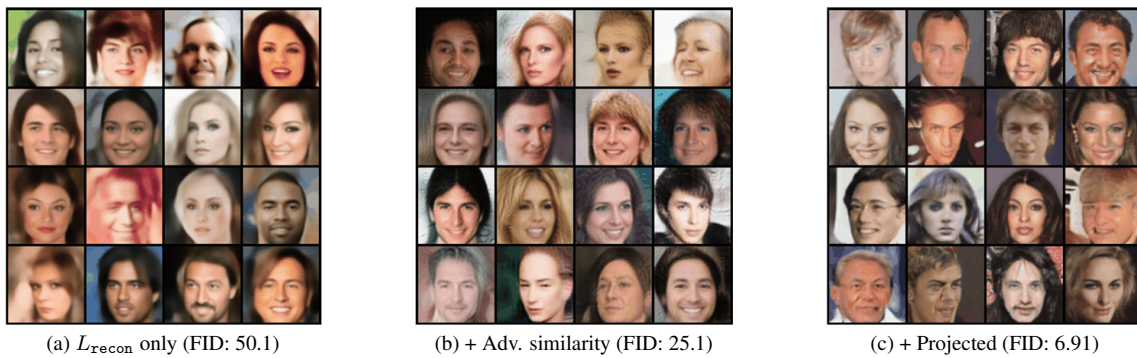 (a) L_recon only (FID: 50.1)
(b) + Adv. similarity (FID: 25.1)
(c) + Projected (FID: 6.91)